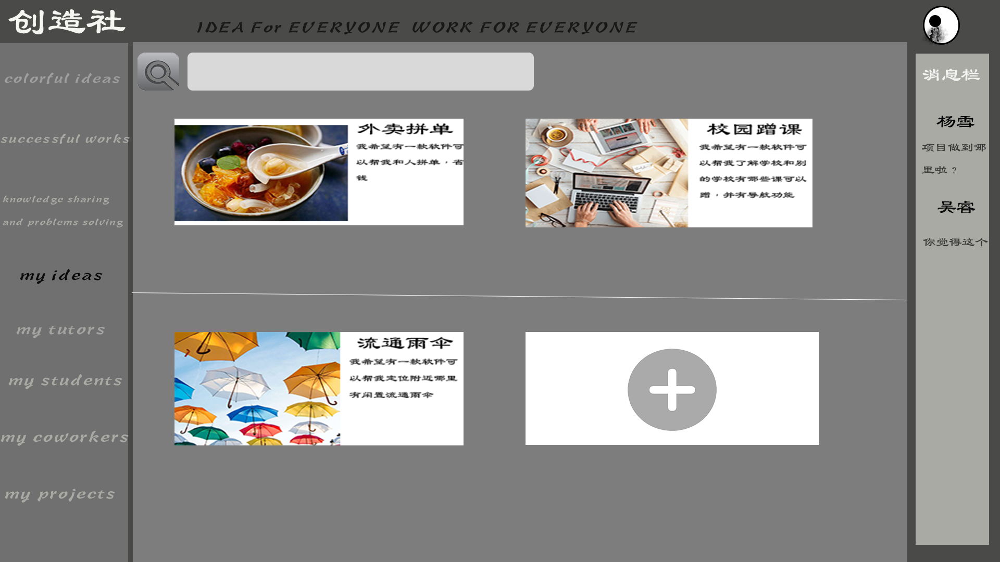 创造社
IDEA For EVERYONE WORK FOR EVERYONE
colorful ideas
successful works
knowledge sharing
and problems solving
my ideas
my tutors
my students
my coworkers
my projects
外卖拼单
我希望有一款软件可
以帮我和人拼单，省
钱
校园蹭课
我希望有一款软件可
以帮我了解学校和别
的学校有哪些课可以
蹭，并有导航功能
流通雨伞
我希望有一款软件可
以帮我定位附近哪里
有闲置流通雨伞
消息栏
杨雪
项目做到哪
里啦？
吴睿
你觉得这个